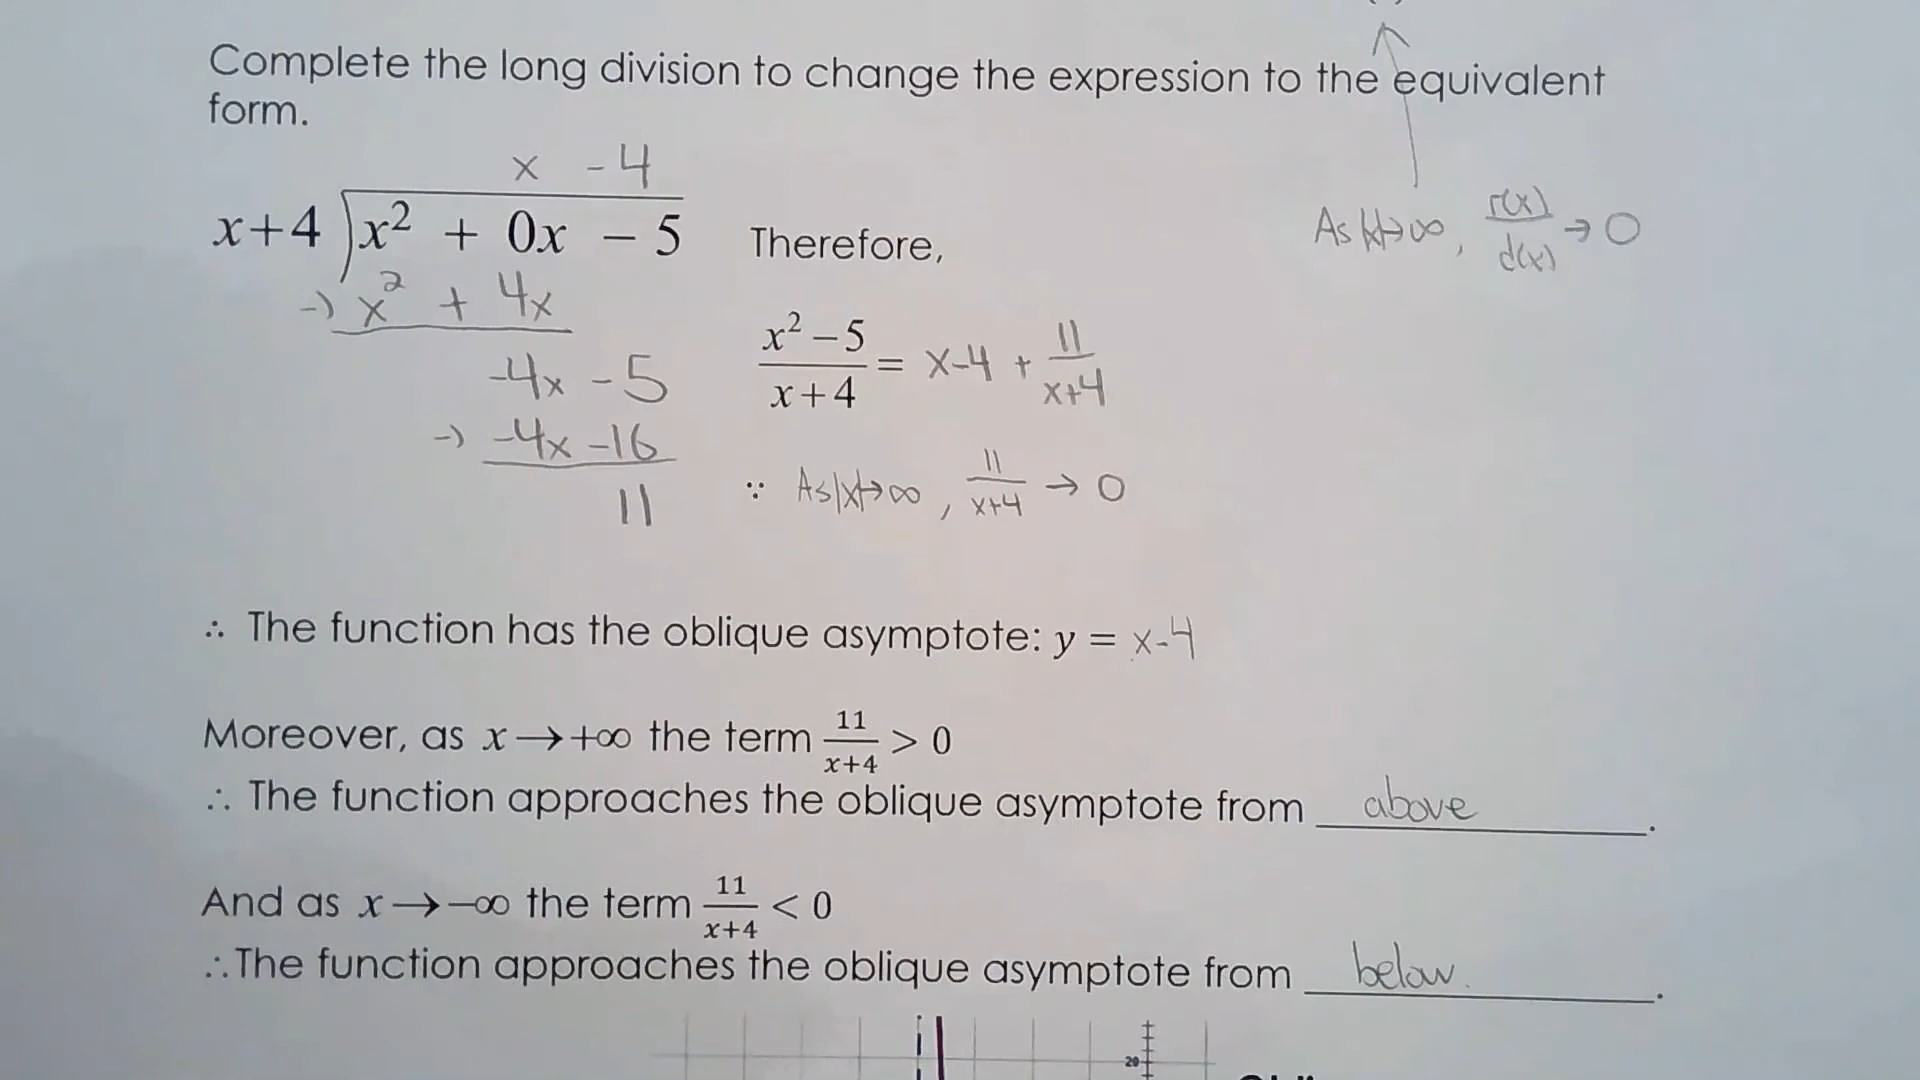 Complete the long division to change the expression to the equivalent
form.
x - 4
x+4 ) x² + 0x − 5
-) x² + 4x
-4x - 5
-) -4x - 16
11
Therefore,
(x² − 5)/(x+4) = x-4 + 11/(x+4)
∵ As |x|→∞, 11/(x+4) → 0
As |x|→∞, r(x)/d(x) → 0
∴ The function has the oblique asymptote: y = x-4
Moreover, as x→+∞ the term 11/(x+4) > 0
∴ The function approaches the oblique asymptote from above.
And as x→−∞ the term 11/(x+4) < 0
∴ The function approaches the oblique asymptote from below.
20